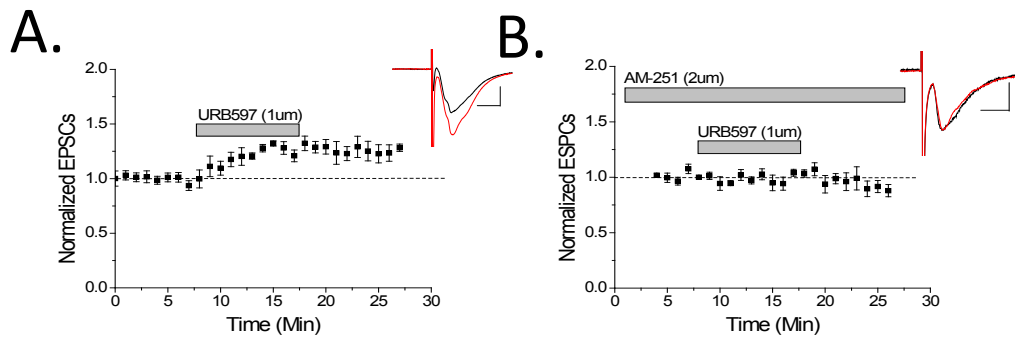 A.
2.0
1.5
1.0
0.5
0.0
Normalized EPSCs
URB597 (1um)
0 5 10 15 20 25 30
Time (Min)
B.
2.0
1.5
1.0
0.5
0.0
Normalized ESPCs
AM-251 (2um)
URB597 (1um)
0 5 10 15 20 25 30
Time (Min)